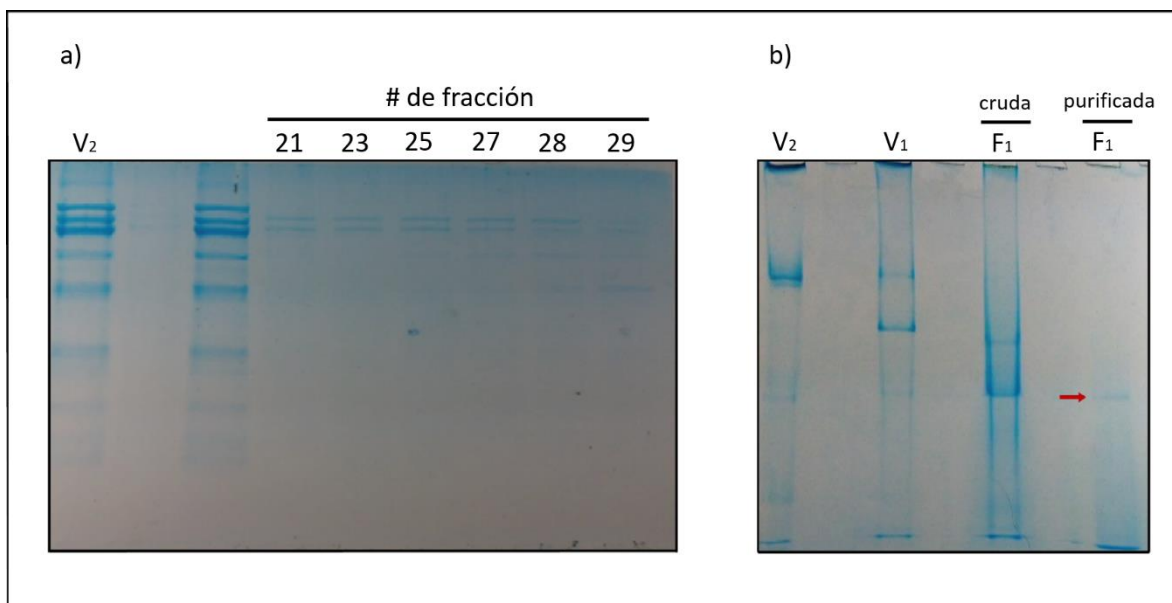 a)
# de fracción
V₂ 21 23 25 27 28 29
b)
cruda purificada
V₂ V₁ F₁ F₁